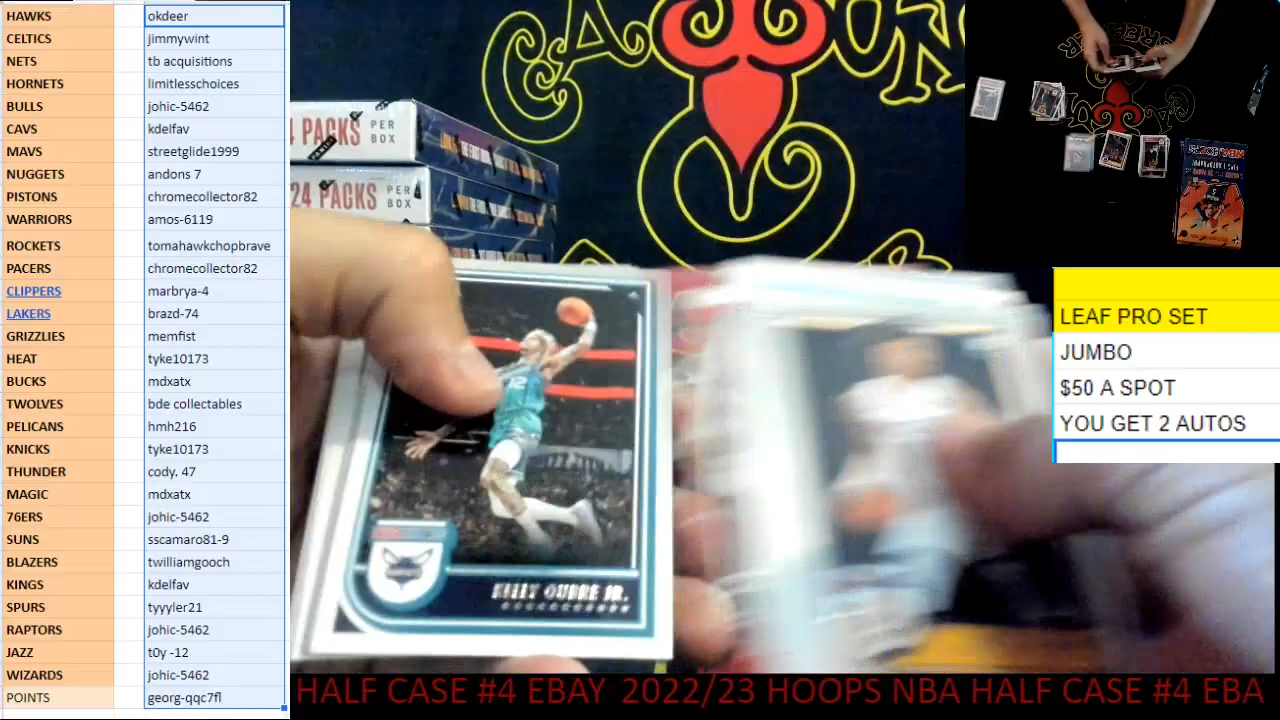 HAWKS okdeer
CELTICS jimmywint
NETS tb acquisitions
HORNETS limitlesschoices
BULLS johic-5462
CAVS kdelfav
MAVS streetglide1999
NUGGETS andons 7
PISTONS chromecollector82
WARRIORS amos-6119
ROCKETS tomahawkchopbrave
PACERS chromecollector82
CLIPPERS marbrya-4
LAKERS brazd-74
GRIZZLIES memfist
HEAT tyke10173
BUCKS mdxatx
TWOLVES bde collectables
PELICANS hmh216
KNICKS tyke10173
THUNDER cody. 47
MAGIC mdxatx
76ERS johic-5462
SUNS sscamaro81-9
BLAZERS twilliamgooch
KINGS kdelfav
SPURS tyyyler21
RAPTORS johic-5462
JAZZ t0y -12
WIZARDS johic-5462
POINTS georg-qqc7fl
PACKS PER BOX
24 PACKS PER BOX
KELLY OUBRE JR.
LEAF PRO SET
JUMBO
$50 A SPOT
YOU GET 2 AUTOS
HALF CASE #4 EBAY 2022/23 HOOPS NBA HALF CASE #4 EBA